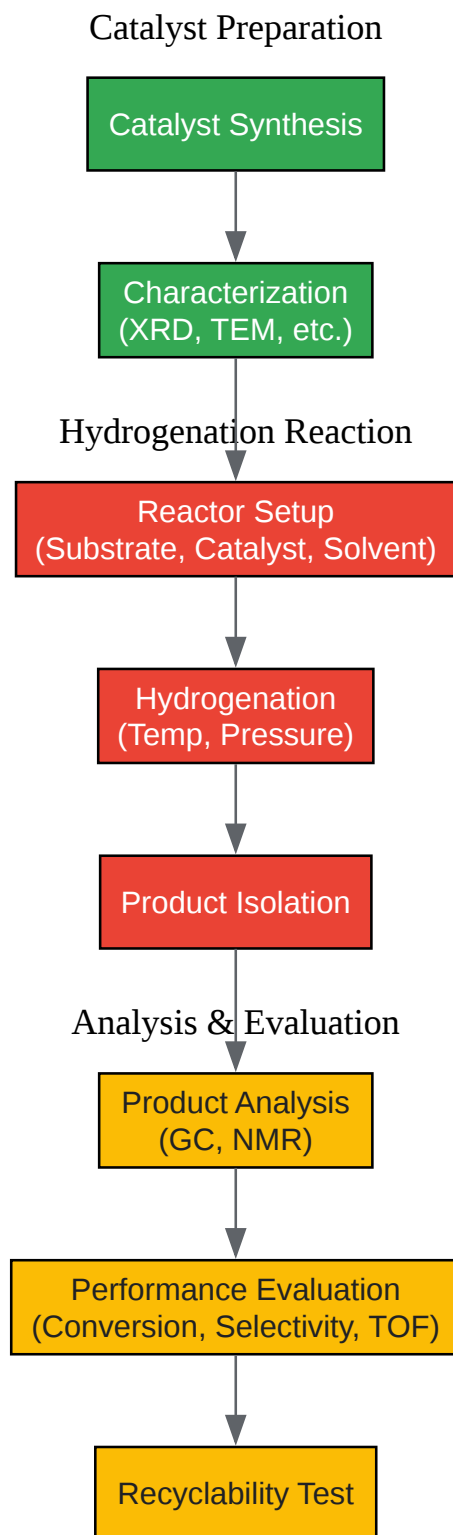 Catalyst Preparation
Catalyst Synthesis
Characterization
(XRD, TEM, etc.)
Hydrogenation Reaction
Reactor Setup
(Substrate, Catalyst, Solvent)
Hydrogenation
(Temp, Pressure)
Product Isolation
Analysis & Evaluation
Product Analysis
(GC, NMR)
Performance Evaluation
(Conversion, Selectivity, TOF)
Recyclability Test